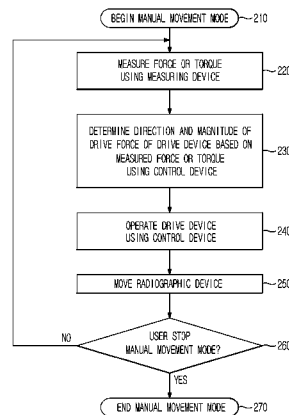 BEGIN MANUAL MOVEMENT MODE
210
MEASURE FORCE OR TORQUE
USING MEASURING DEVICE
220
DETERMINE DIRECTION AND MAGNITUDE OF
DRIVE FORCE OF DRIVE DEVICE BASED ON
MEASURED FORCE OR TORQUE
USING CONTROL DEVICE
230
OPERATE DRIVE DEVICE
USING CONTROL DEVICE
240
MOVE RADIOGRAPHIC DEVICE
250
USER STOP
MANUAL MOVEMENT MODE?
260
NO
YES
END MANUAL MOVEMENT MODE
270